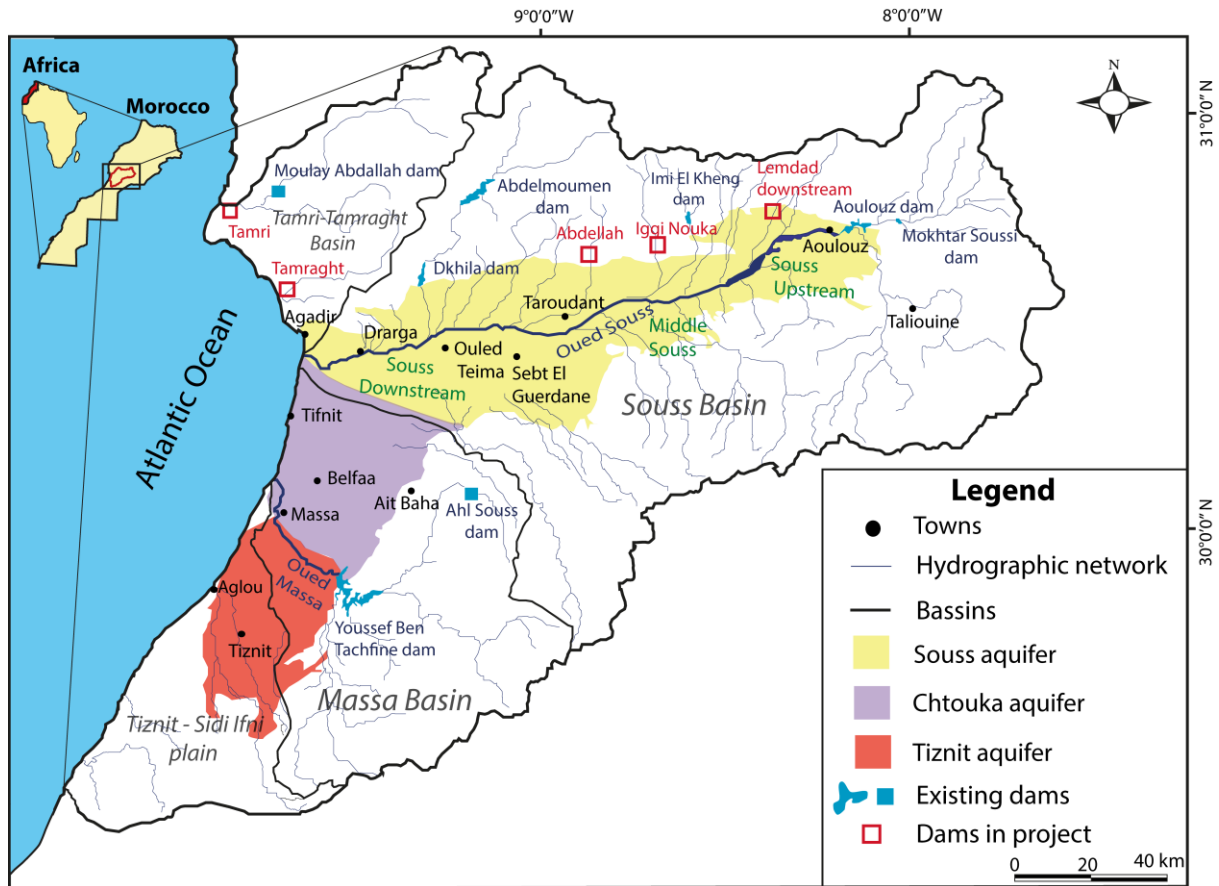 9°0'0''W
8°0'0''W
Africa
Morocco
N
31°0'0''N
Moulay Abdallah dam
Abdelmoumen
dam
Imi El Kheng
dam
Lemdad
downstream
Aoulouz dam
Tamri
Tamri-Tamraght
Basin
Abdellah
Iggi Nouka
Aoulouz
Mokhtar Soussi
dam
Tamraght
Dkhila dam
Souss
Upstream
Taroudant
Oued Souss
Middle
Souss
Taliouine
Agadir
Drarga
Ouled
Teima
Souss
Downstream
Sebt El
Guerdane
Souss Basin
Atlantic Ocean
Tifnit
Belfaa
Ait Baha
Massa
Ahl Souss
dam
30°0'0''N
Oued
Massa
Aglou
Tiznit
Youssef Ben
Tachfine dam
Massa Basin
Tiznit - Sidi Ifni
plain
Legend
Towns
Hydrographic network
Bassins
Souss aquifer
Chtouka aquifer
Tiznit aquifer
Existing dams
Dams in project
0 20 40 km